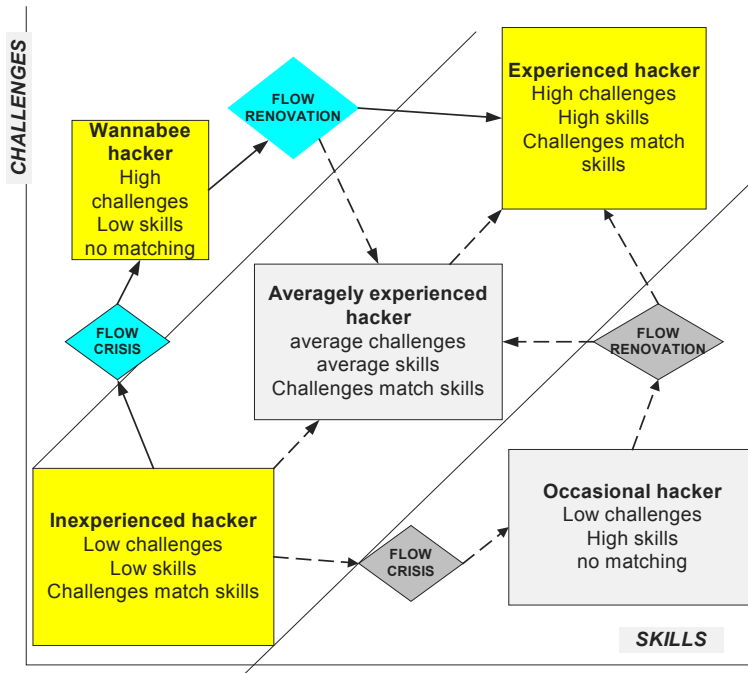 CHALLENGES
FLOW
RENOVATION
Experienced hacker
High challenges
High skills
Challenges match
skills
Wannabee
hacker
High
challenges
Low skills
no matching
Averagely experienced
hacker
average challenges
average skills
Challenges match skills
FLOW
CRISIS
FLOW
RENOVATION
Inexperienced hacker
Low challenges
Low skills
Challenges match skills
Occasional hacker
Low challenges
High skills
no matching
FLOW
CRISIS
SKILLS